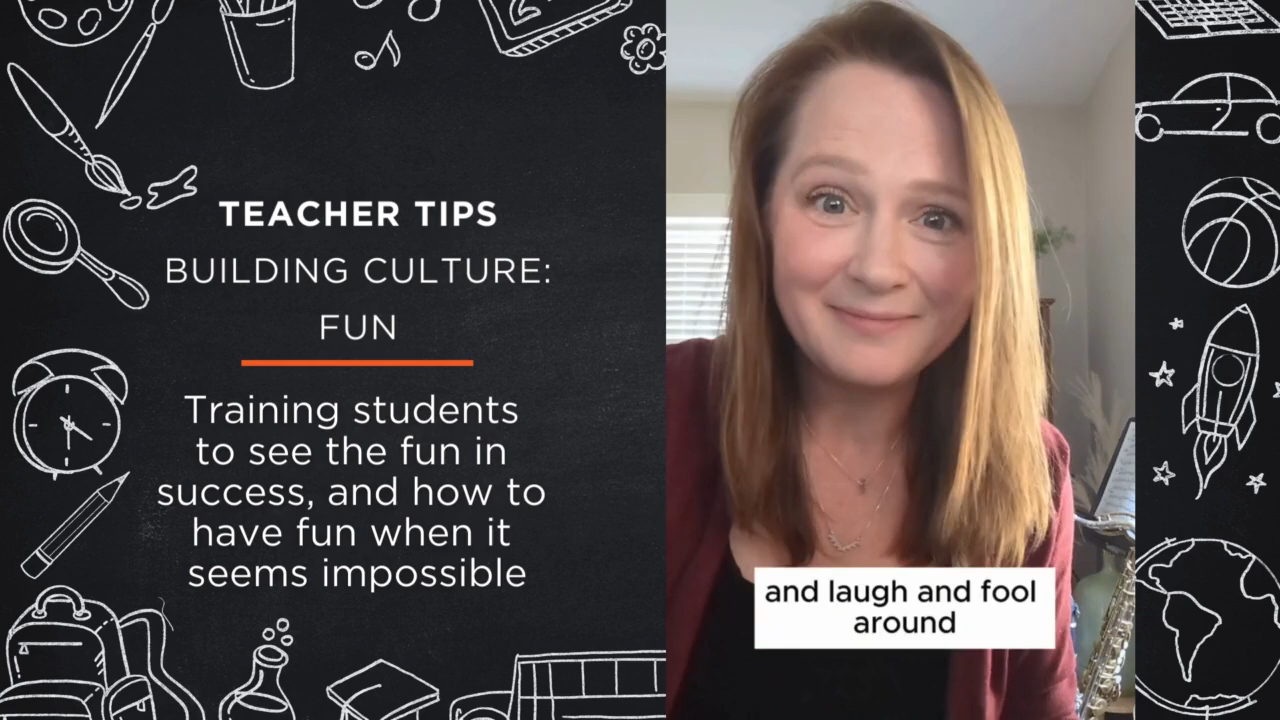 TEACHER TIPS
BUILDING CULTURE:
FUN
Training students
to see the fun in
success, and how to
have fun when it
seems impossible
and laugh and fool
around